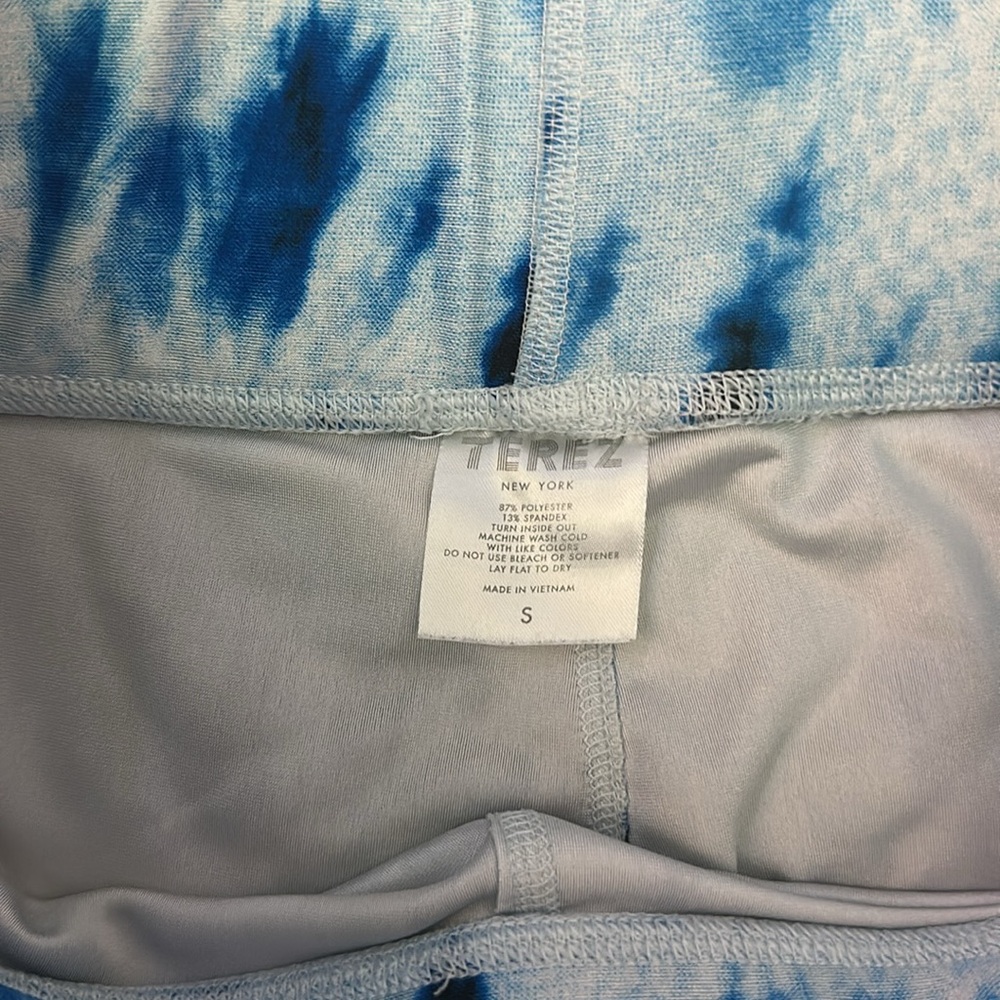 TEREZ
NEW YORK
87% POLYESTER
13% SPANDEX
TURN INSIDE OUT
MACHINE WASH COLD
WITH LIKE COLORS
DO NOT USE BLEACH OR SOFTENER
LAY FLAT TO DRY
MADE IN VIETNAM
S